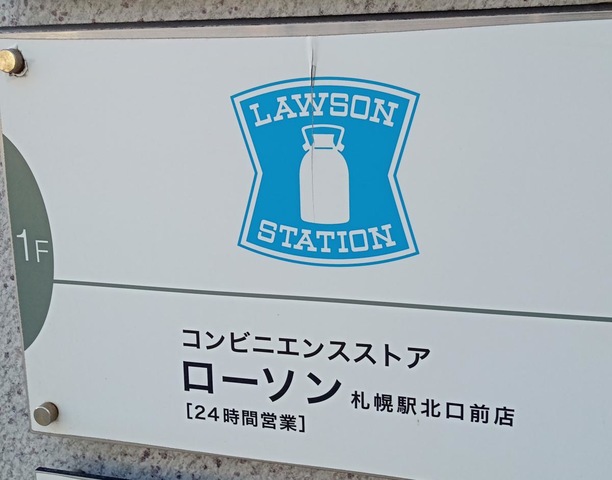 LAWSON
STATION
1F
コンビニエンスストア
ローソン 札幌駅北口前店
[24時間営業]